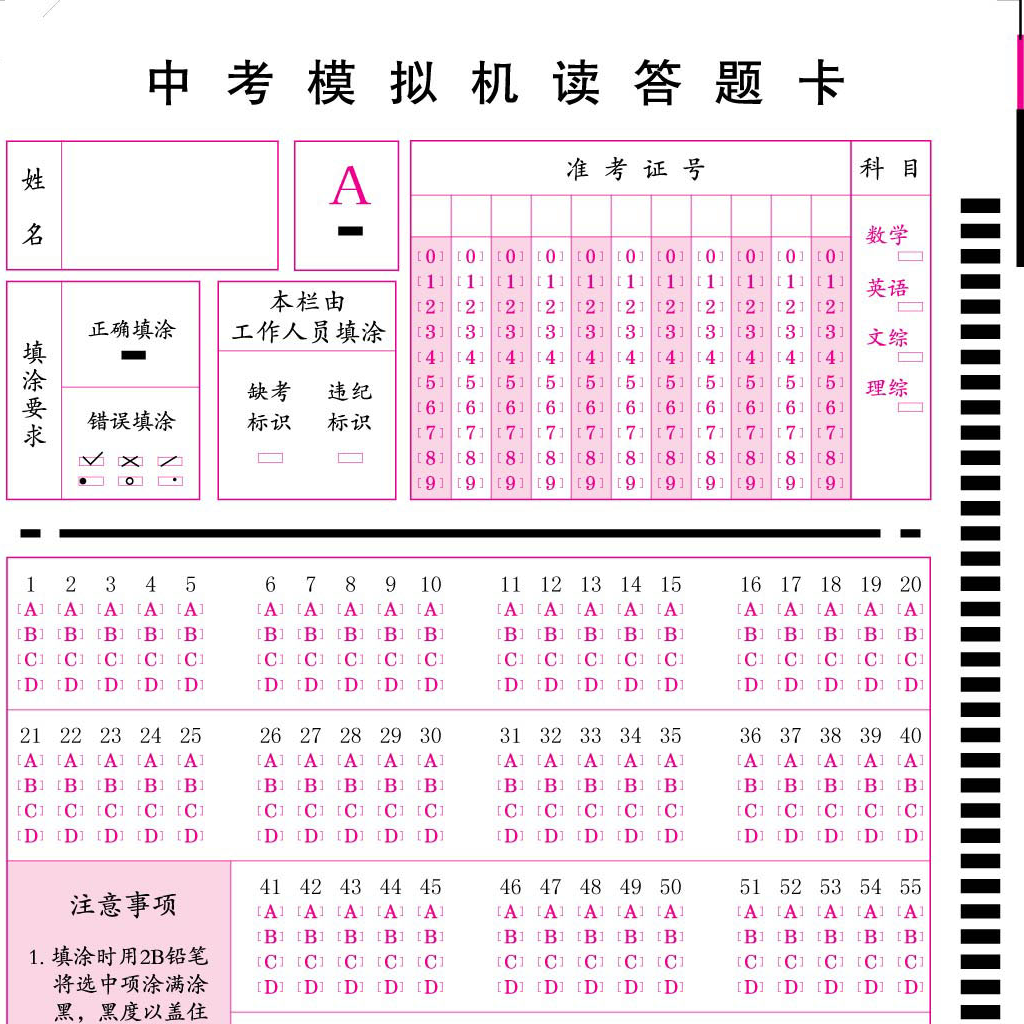 中考模拟机读答题卡
姓名
A
准考证号
科目
数学
英语
文综
理综
[0] [0] [0] [0] [0] [0] [0] [0] [0] [0] [0]
[1] [1] [1] [1] [1] [1] [1] [1] [1] [1] [1]
[2] [2] [2] [2] [2] [2] [2] [2] [2] [2] [2]
[3] [3] [3] [3] [3] [3] [3] [3] [3] [3] [3]
[4] [4] [4] [4] [4] [4] [4] [4] [4] [4] [4]
[5] [5] [5] [5] [5] [5] [5] [5] [5] [5] [5]
[6] [6] [6] [6] [6] [6] [6] [6] [6] [6] [6]
[7] [7] [7] [7] [7] [7] [7] [7] [7] [7] [7]
[8] [8] [8] [8] [8] [8] [8] [8] [8] [8] [8]
[9] [9] [9] [9] [9] [9] [9] [9] [9] [9] [9]
填涂要求
正确填涂
错误填涂
本栏由
工作人员填涂
缺考 违纪
标识 标识
1 2 3 4 5 6 7 8 9 10 11 12 13 14 15 16 17 18 19 20
[A] [A] [A] [A] [A] [A] [A] [A] [A] [A] [A] [A] [A] [A] [A] [A] [A] [A] [A] [A]
[B] [B] [B] [B] [B] [B] [B] [B] [B] [B] [B] [B] [B] [B] [B] [B] [B] [B] [B] [B]
[C] [C] [C] [C] [C] [C] [C] [C] [C] [C] [C] [C] [C] [C] [C] [C] [C] [C] [C] [C]
[D] [D] [D] [D] [D] [D] [D] [D] [D] [D] [D] [D] [D] [D] [D] [D] [D] [D] [D] [D]
21 22 23 24 25 26 27 28 29 30 31 32 33 34 35 36 37 38 39 40
[A] [A] [A] [A] [A] [A] [A] [A] [A] [A] [A] [A] [A] [A] [A] [A] [A] [A] [A] [A]
[B] [B] [B] [B] [B] [B] [B] [B] [B] [B] [B] [B] [B] [B] [B] [B] [B] [B] [B] [B]
[C] [C] [C] [C] [C] [C] [C] [C] [C] [C] [C] [C] [C] [C] [C] [C] [C] [C] [C] [C]
[D] [D] [D] [D] [D] [D] [D] [D] [D] [D] [D] [D] [D] [D] [D] [D] [D] [D] [D] [D]
41 42 43 44 45 46 47 48 49 50 51 52 53 54 55
[A] [A] [A] [A] [A] [A] [A] [A] [A] [A] [A] [A] [A] [A] [A]
[B] [B] [B] [B] [B] [B] [B] [B] [B] [B] [B] [B] [B] [B] [B]
[C] [C] [C] [C] [C] [C] [C] [C] [C] [C] [C] [C] [C] [C] [C]
[D] [D] [D] [D] [D] [D] [D] [D] [D] [D] [D] [D] [D] [D] [D]
注意事项
1. 填涂时用2B铅笔
将选中项涂满涂
黑，黑度以盖住